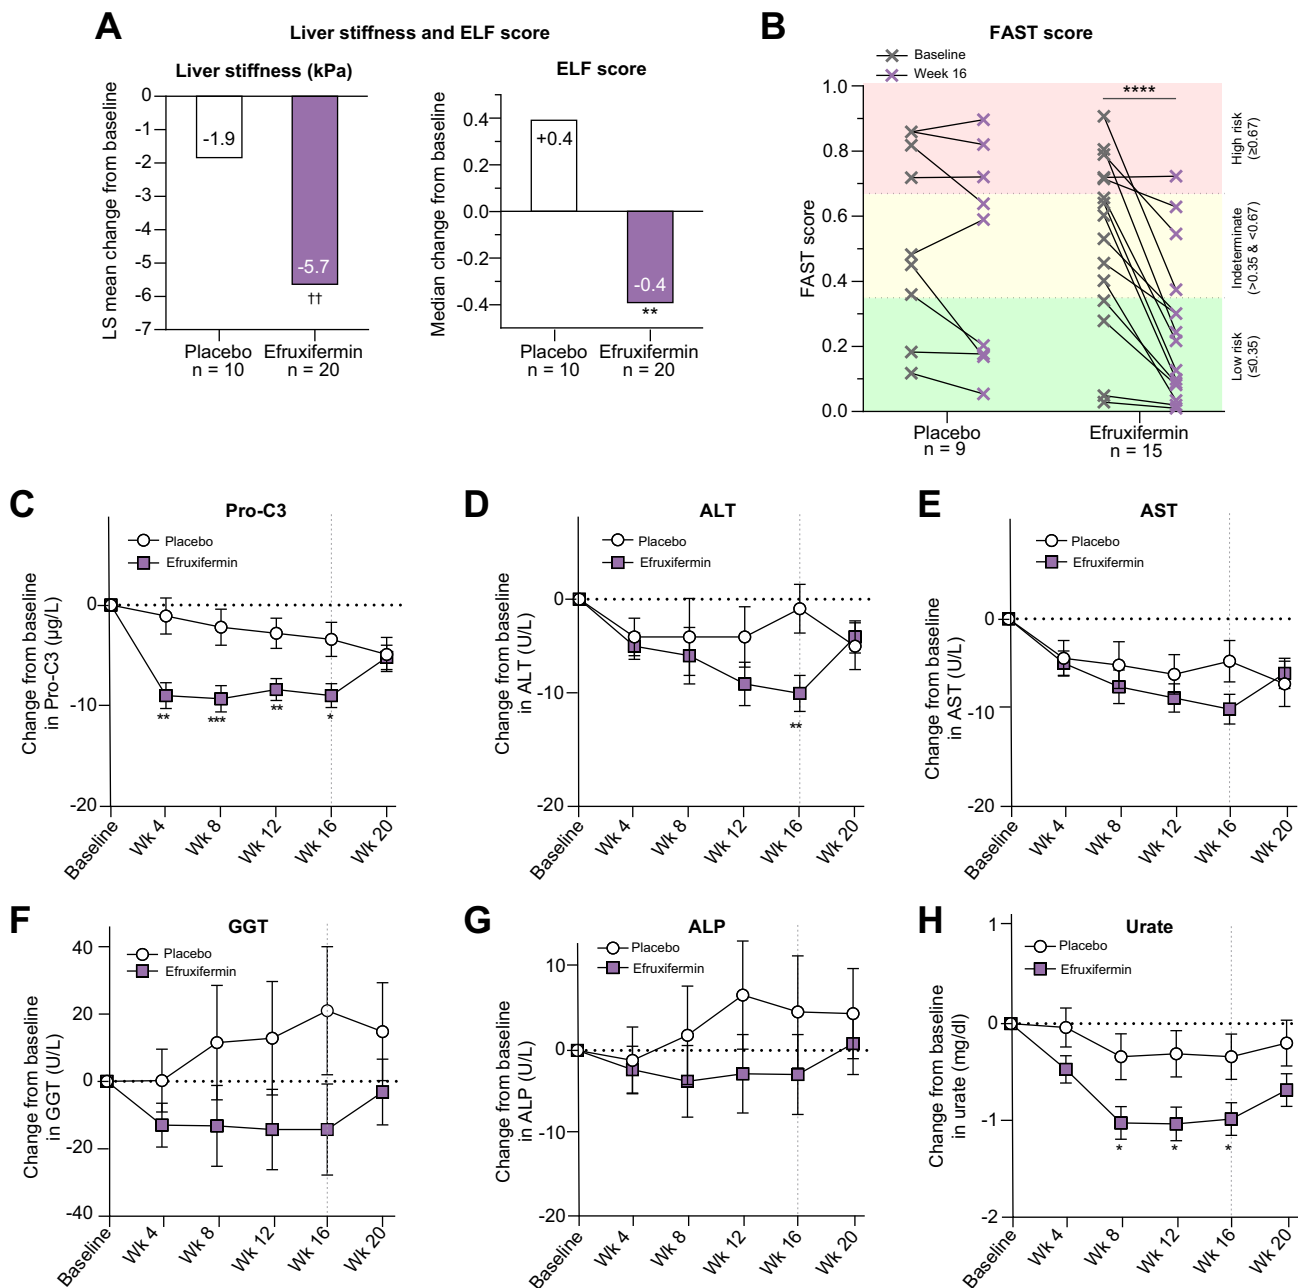 A
Liver stiffness and ELF score
Liver stiffness (kPa)
LS mean change from baseline
0
-1
-2
-3
-4
-5
-6
-7
-1.9
-5.7
††
Placebo
n = 10
Efruxifermin
n = 20
ELF score
Median change from baseline
0.4
0.2
0.0
-0.2
-0.4
+0.4
-0.4
**
Placebo
n = 10
Efruxifermin
n = 20
B
FAST score
Baseline
Week 16
FAST score
1.0
0.8
0.6
0.4
0.2
0.0
****
High risk
(≥0.67)
Indeterminate
(>0.35 & <0.67)
Low risk
(≤0.35)
Placebo
n = 9
Efruxifermin
n = 15
C
Pro-C3
Placebo
Efruxifermin
Change from baseline
in Pro-C3 (µg/L)
0
-10
-20
**
***
**
*
Baseline
Wk 4
Wk 8
Wk 12
Wk 16
Wk 20
D
ALT
Placebo
Efruxifermin
Change from baseline
in ALT (U/L)
0
-10
-20
**
Baseline
Wk 4
Wk 8
Wk 12
Wk 16
Wk 20
E
AST
Placebo
Efruxifermin
Change from baseline
in AST (U/L)
0
-10
-20
Baseline
Wk 4
Wk 8
Wk 12
Wk 16
Wk 20
F
GGT
Placebo
Efruxifermin
Change from baseline
in GGT (U/L)
40
20
0
-20
-40
Baseline
Wk 4
Wk 8
Wk 12
Wk 16
Wk 20
G
ALP
Placebo
Efruxifermin
Change from baseline
in ALP (U/L)
10
0
-10
-20
Baseline
Wk 4
Wk 8
Wk 12
Wk 16
Wk 20
H
Urate
Placebo
Efruxifermin
Change from baseline
in urate (mg/dl)
1
0
-1
-2
*
*
*
Baseline
Wk 4
Wk 8
Wk 12
Wk 16
Wk 20